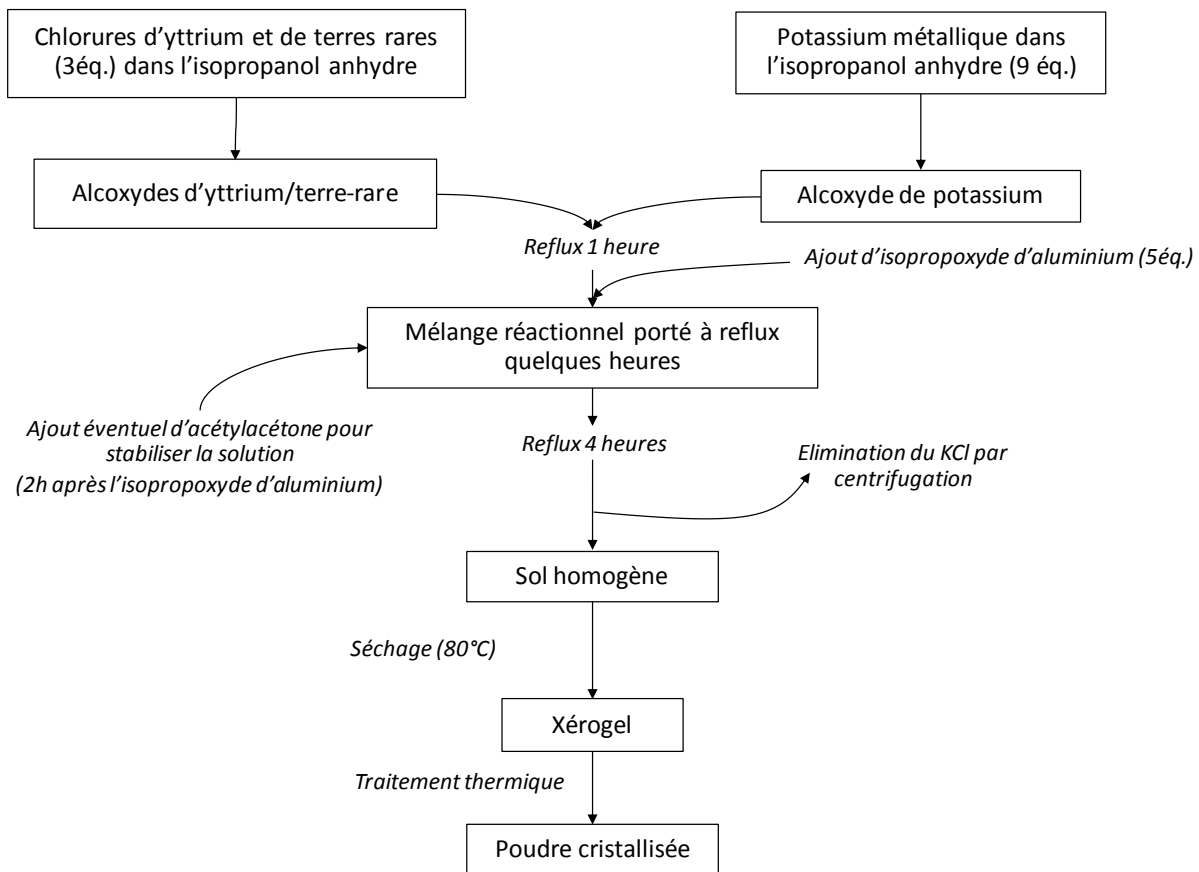 Chlorures d'yttrium et de terres rares
(3éq.) dans l'isopropanol anhydre
Potassium métallique dans
l'isopropanol anhydre (9 éq.)
Alcoxydes d'yttrium/terre-rare
Alcoxyde de potassium
Reflux 1 heure
Ajout d'isopropoxyde d'aluminium (5éq.)
Mélange réactionnel porté à reflux
quelques heures
Ajout éventuel d'acétylacétone pour
stabiliser la solution
(2h après l'isopropoxyde d'aluminium)
Reflux 4 heures
Elimination du KCl par
centrifugation
Sol homogène
Séchage (80°C)
Xérogel
Traitement thermique
Poudre cristallisée